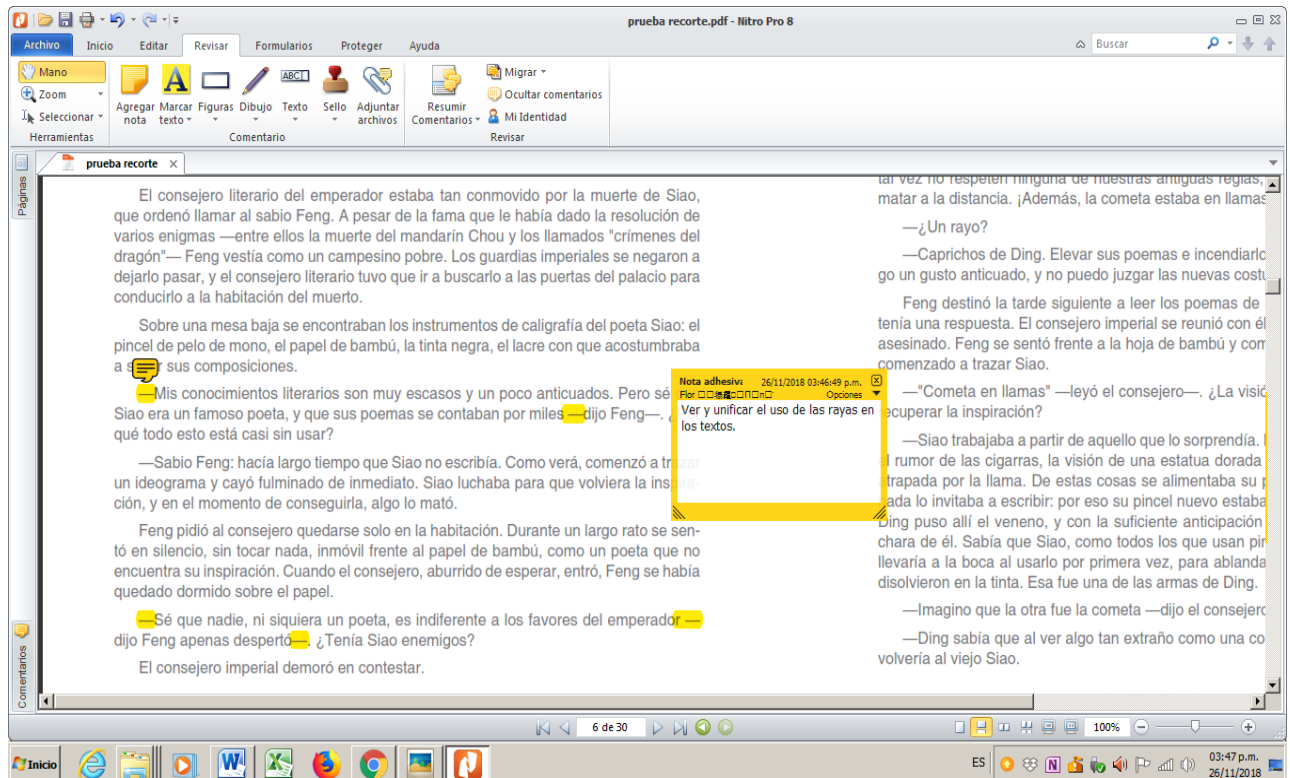 prueba recorte.pdf - Nitro Pro 8
Archivo Inicio Editar Revisar Formularios Proteger Ayuda
Buscar
Mano
Zoom
Seleccionar
Herramientas
Agregar nota
Marcar texto
Figuras
Dibujo
ABCI
Texto
Sello
Adjuntar archivos
Comentario
Resumir Comentarios
Migrar
Ocultar comentarios
Mi Identidad
Revisar
prueba recorte
Páginas
El consejero literario del emperador estaba tan conmovido por la muerte de Siao,
que ordenó llamar al sabio Feng. A pesar de la fama que le había dado la resolución de
varios enigmas —entre ellos la muerte del mandarín Chou y los llamados "crímenes del
dragón"— Feng vestía como un campesino pobre. Los guardias imperiales se negaron a
dejarlo pasar, y el consejero literario tuvo que ir a buscarlo a las puertas del palacio para
conducirlo a la habitación del muerto.
Sobre una mesa baja se encontraban los instrumentos de caligrafía del poeta Siao: el
pincel de pelo de mono, el papel de bambú, la tinta negra, el lacre con que acostumbraba
a sus composiciones.
—Mis conocimientos literarios son muy escasos y un poco anticuados. Pero sé
Siao era un famoso poeta, y que sus poemas se contaban por miles —dijo Feng—. ¿
qué todo esto está casi sin usar?
—Sabio Feng: hacía largo tiempo que Siao no escribía. Como verá, comenzó a trazar
un ideograma y cayó fulminado de inmediato. Siao luchaba para que volviera la inspira-
ción, y en el momento de conseguirla, algo lo mató.
Feng pidió al consejero quedarse solo en la habitación. Durante un largo rato se sen-
tó en silencio, sin tocar nada, inmóvil frente al papel de bambú, como un poeta que no
encuentra su inspiración. Cuando el consejero, aburrido de esperar, entró, Feng se había
quedado dormido sobre el papel.
—Sé que nadie, ni siquiera un poeta, es indiferente a los favores del emperador —
dijo Feng apenas despertó—. ¿Tenía Siao enemigos?
El consejero imperial demoró en contestar.
Nota adhesiva 26/11/2018 03:46:49 p.m.
Flor Opciones
Ver y unificar el uso de las rayas en
los textos.
tal vez no respeten ninguna de nuestras antiguas reglas,
matar a la distancia. ¡Además, la cometa estaba en llamas
—¿Un rayo?
—Caprichos de Ding. Elevar sus poemas e incendiarlo
go un gusto anticuado, y no puedo juzgar las nuevas costu
Feng destinó la tarde siguiente a leer los poemas de
tenía una respuesta. El consejero imperial se reunió con él
asesinado. Feng se sentó frente a la hoja de bambú y com
comenzado a trazar Siao.
—"Cometa en llamas" —leyó el consejero—. ¿La visió
ecuperar la inspiración?
—Siao trabajaba a partir de aquello que lo sorprendía.
el rumor de las cigarras, la visión de una estatua dorada
atrapada por la llama. De estas cosas se alimentaba su p
nada lo invitaba a escribir: por eso su pincel nuevo estaba
Ding puso allí el veneno, y con la suficiente anticipación
chara de él. Sabía que Siao, como todos los que usan pin
llevaría a la boca al usarlo por primera vez, para ablanda
disolvieron en la tinta. Esa fue una de las armas de Ding.
—Imagino que la otra fue la cometa —dijo el consejero
—Ding sabía que al ver algo tan extraño como una co
volvería al viejo Siao.
Comentarios
6 de 30
100%
Inicio
ES
03:47 p.m.
26/11/2018